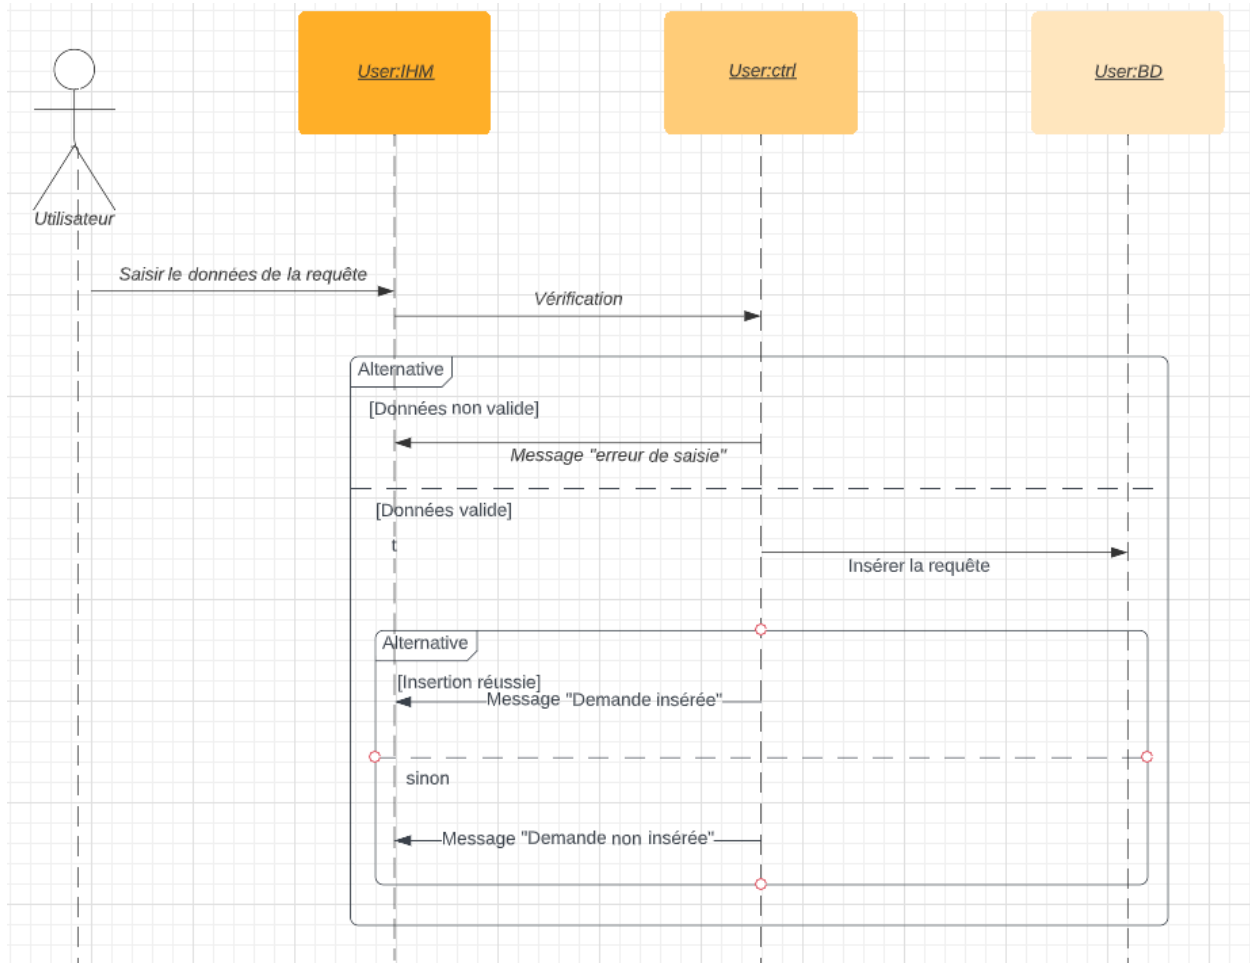 User:IHM
User:ctrl
User:BD
Utilisateur
Saisir le données de la requête
Vérification
Alternative
[Données non valide]
Message "erreur de saisie"
[Données valide]
t
Insérer la requête
Alternative
[Insertion réussie]
Message "Demande insérée"
sinon
Message "Demande non insérée"